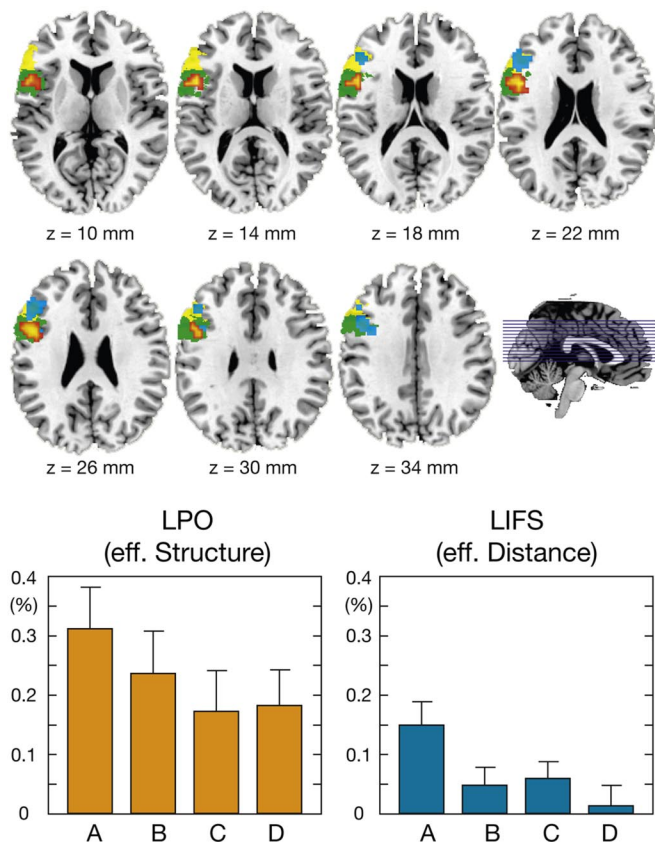 z = 10 mm
z = 14 mm
z = 18 mm
z = 22 mm
z = 26 mm
z = 30 mm
z = 34 mm
LPO
(eff. Structure)
0.4
(%)
0.3
0.2
0.1
0
A B C D
LIFS
(eff. Distance)
0.4
(%)
0.3
0.2
0.1
0
A B C D